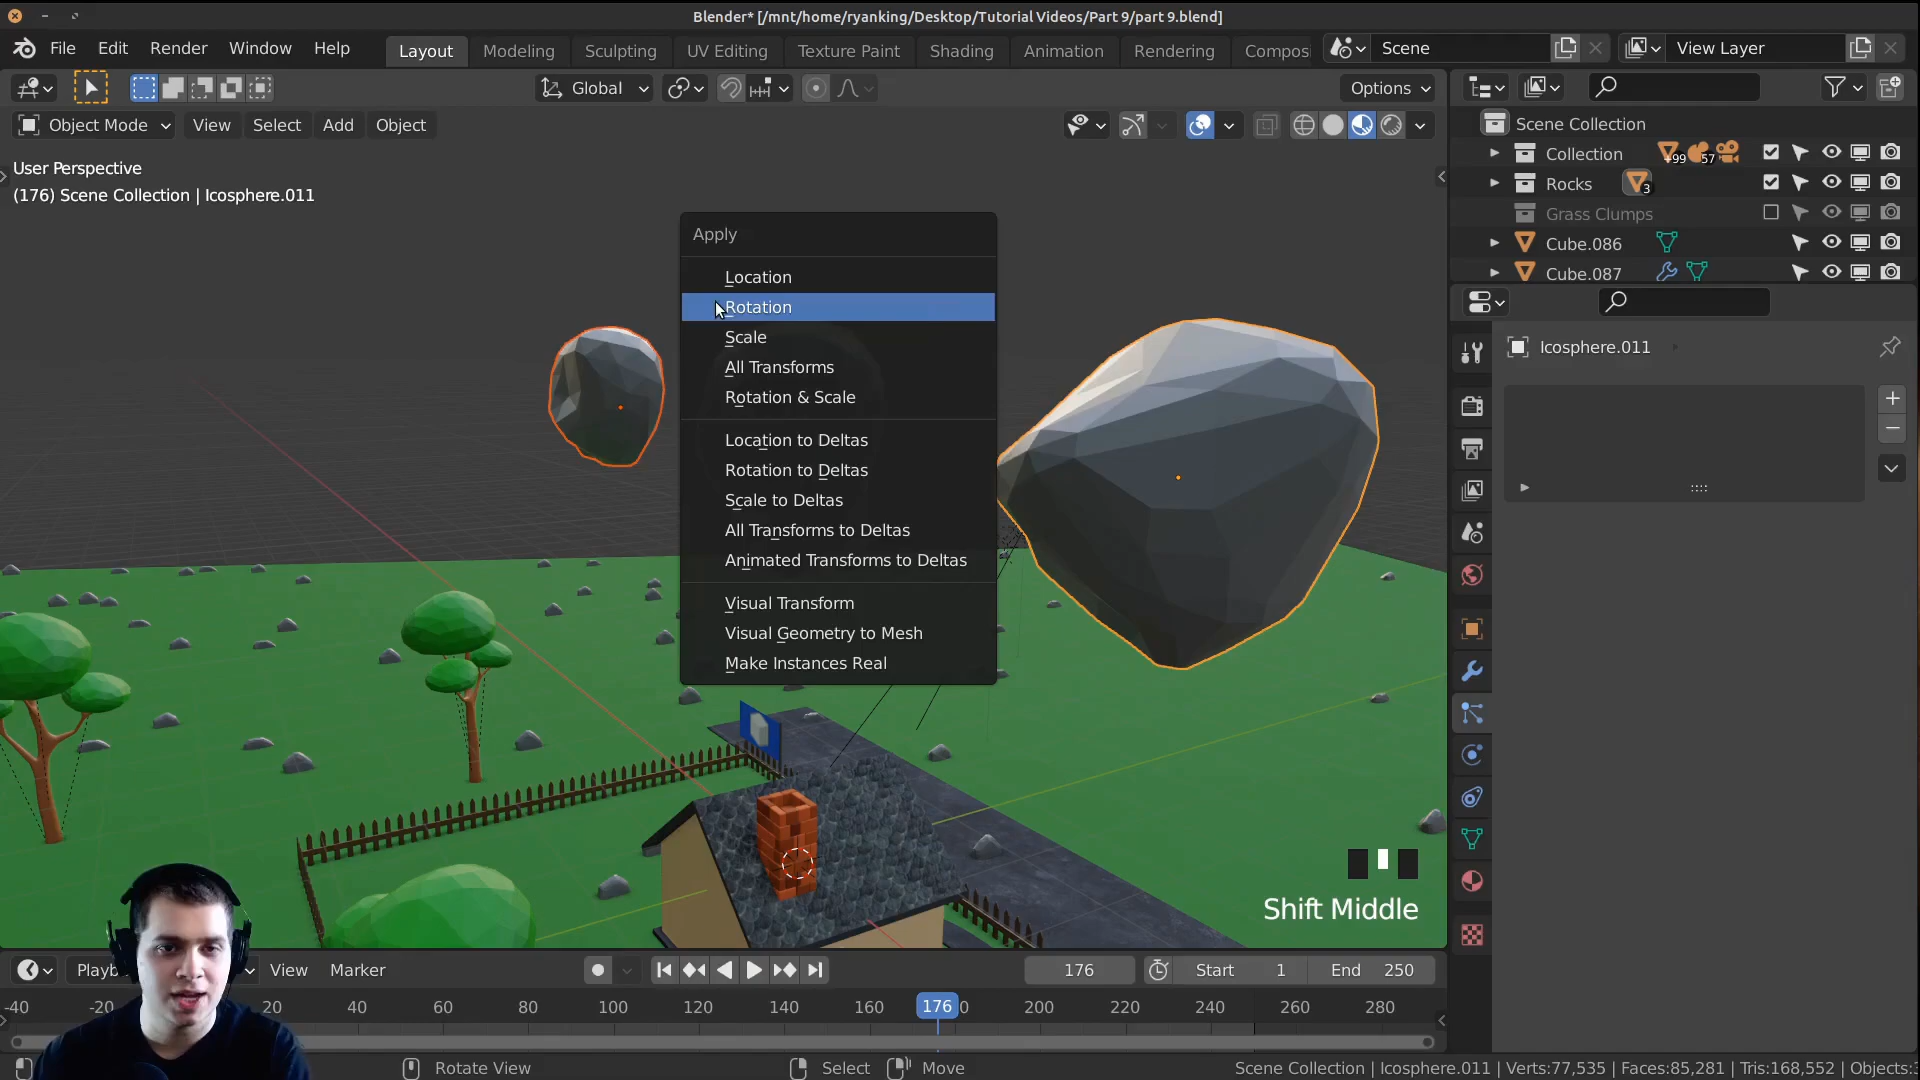 Blender* [/mnt/home/ryanking/Desktop/Tutorial Videos/Part 9/part 9.blend]
File Edit Render Window Help
Layout Modeling Sculpting UV Editing Texture Paint Shading Animation Rendering Compos
Scene
View Layer
Global
Options
Object Mode View Select Add Object
User Perspective
(176) Scene Collection | Icosphere.011
Scene Collection
Collection +99 57
Rocks 3
Grass Clumps
Cube.086
Cube.087
Icosphere.011
Apply
Location
Rotation
Scale
All Transforms
Rotation & Scale
Location to Deltas
Rotation to Deltas
Scale to Deltas
All Transforms to Deltas
Animated Transforms to Deltas
Visual Transform
Visual Geometry to Mesh
Make Instances Real
Shift Middle
Playb View Marker
176 Start 1 End 250
-40 -20 20 40 60 80 100 120 140 160 176 0 200 220 240 260 280
Rotate View Select Move
Scene Collection | Icosphere.011 | Verts:77,535 | Faces:85,281 | Tris:168,552 | Objects: